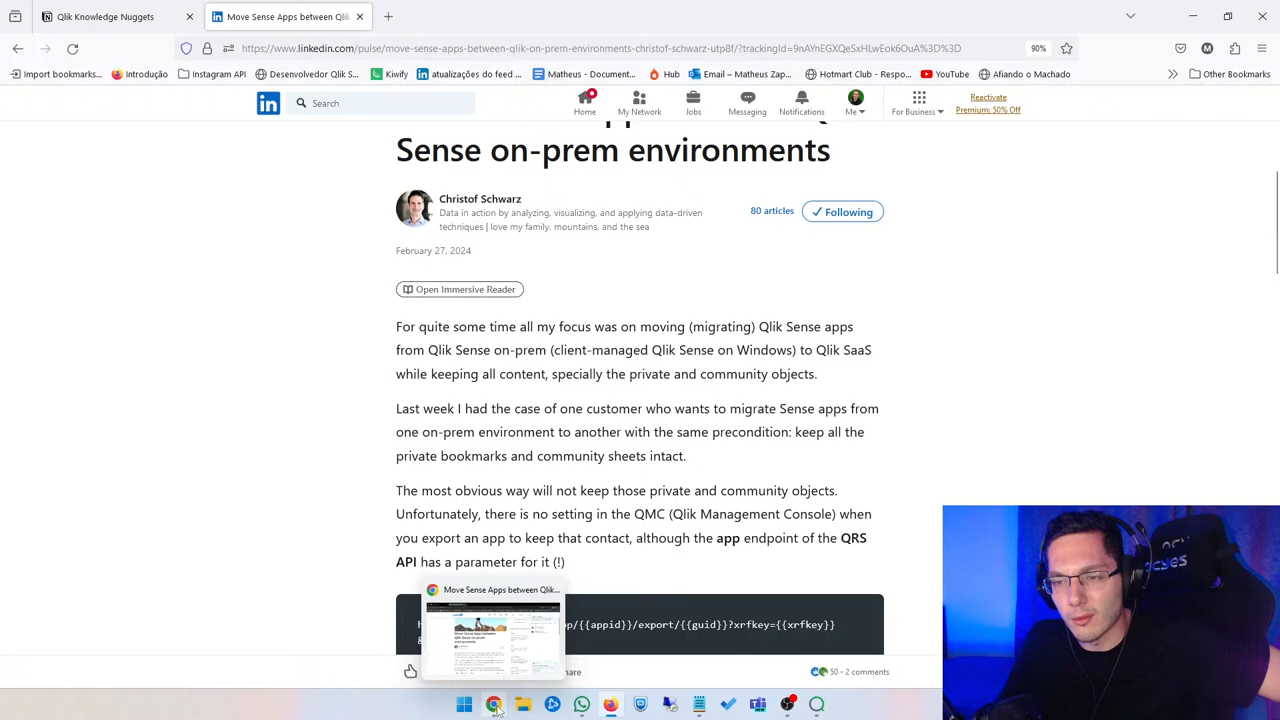 Qlik Knowledge Nuggets
Move Sense Apps between Qlik
https://www.linkedin.com/pulse/move-sense-apps-between-qlik-on-prem-environments-christof-schwarz-utp8f/?trackingId=9nAYnEGXQeSxHLwEok6OuA%3D%3D
90%
Import bookmarks...
Introdução
Instagram API
Desenvolvedor Qlik S...
Kiwify
atualizações do feed ...
Matheus - Document...
Hub
Email – Matheus Zap...
Hotmart Club - Respo...
YouTube
Afiando o Machado
Other Bookmarks
Search
Home
My Network
Jobs
Messaging
Notifications
Me
For Business
Reactivate
Premium: 50% Off
Sense on-prem environments
Christof Schwarz
Data in action by analyzing, visualizing, and applying data-driven
techniques | love my family, mountains, and the sea
80 articles
Following
February 27, 2024
Open Immersive Reader
For quite some time all my focus was on moving (migrating) Qlik Sense apps
from Qlik Sense on-prem (client-managed Qlik Sense on Windows) to Qlik SaaS
while keeping all content, specially the private and community objects.
Last week I had the case of one customer who wants to migrate Sense apps from
one on-prem environment to another with the same precondition: keep all the
private bookmarks and community sheets intact.
The most obvious way will not keep those private and community objects.
Unfortunately, there is no setting in the QMC (Qlik Management Console) when
you export an app to keep that contact, although the app endpoint of the QRS
API has a parameter for it (!)
Move Sense Apps between Qlik...
/{{appid}}/export/{{guid}}?xrfkey={{xrfkey}}
50 • 2 comments